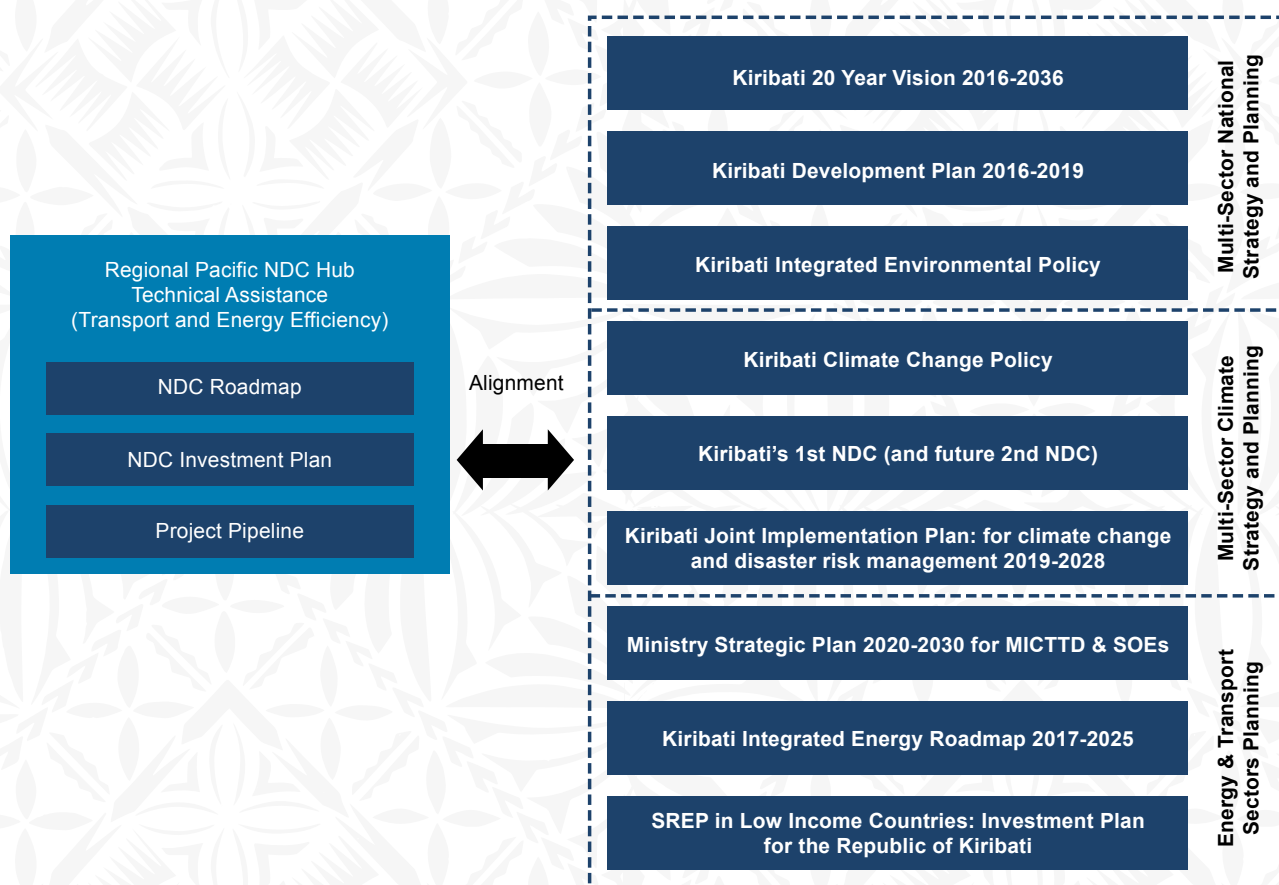 Regional Pacific NDC Hub
Technical Assistance
(Transport and Energy Efficiency)
NDC Roadmap
NDC Investment Plan
Project Pipeline
Alignment
Kiribati 20 Year Vision 2016-2036
Kiribati Development Plan 2016-2019
Kiribati Integrated Environmental Policy
Multi-Sector National
Strategy and Planning
Kiribati Climate Change Policy
Kiribati’s 1st NDC (and future 2nd NDC)
Kiribati Joint Implementation Plan: for climate change
and disaster risk management 2019-2028
Multi-Sector Climate
Strategy and Planning
Ministry Strategic Plan 2020-2030 for MICTTD & SOEs
Kiribati Integrated Energy Roadmap 2017-2025
SREP in Low Income Countries: Investment Plan
for the Republic of Kiribati
Energy & Transport
Sectors Planning